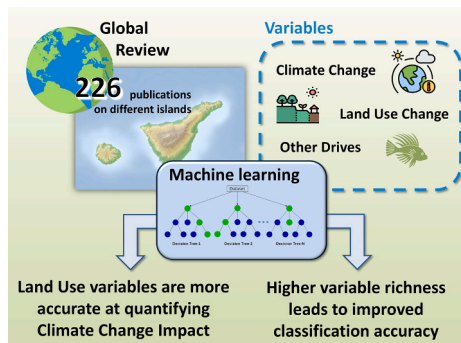 Global
Review
226 publications
on different islands
Variables
Climate Change
Land Use Change
Other Drives
Machine learning
Dataset
Decision Tree-1
Decision Tree-2
Decision Tree-N
Land Use variables are more
accurate at quantifying
Climate Change Impact
Higher variable richness
leads to improved
classification accuracy